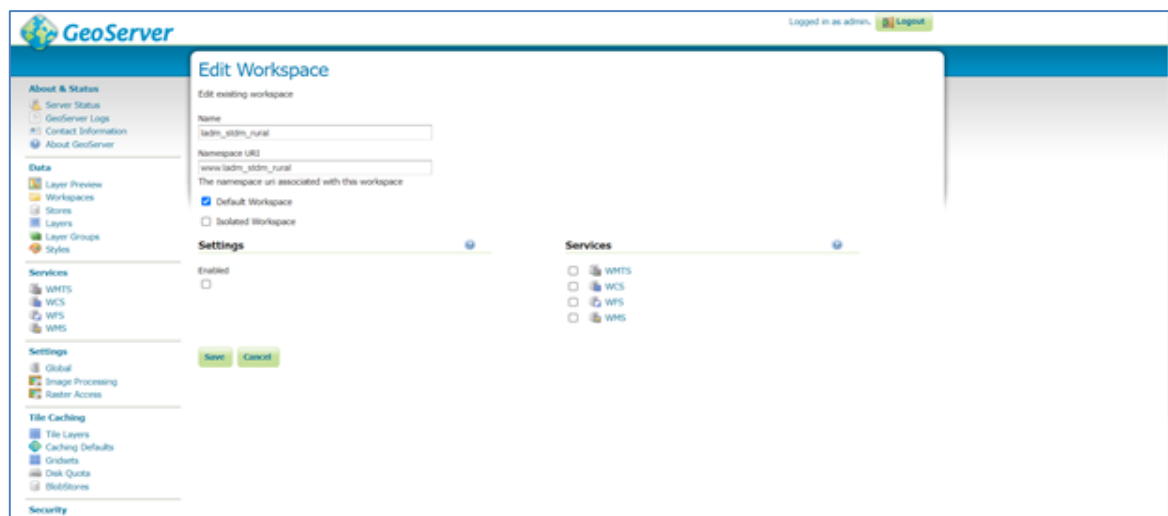 GeoServer
Logged in as admin. Logout
Edit Workspace
Edit existing workspace
Name
ladm_stdm_rural
Namespace URI
www.ladm_stdm_rural
The namespace uri associated with this workspace
Default Workspace
Isolated Workspace
Settings
Enabled
Services
WMTS
WCS
WFS
WMS
Save Cancel
About & Status
Server Status
GeoServer Logs
Contact Information
About GeoServer
Data
Layer Preview
Workspaces
Stores
Layers
Layer Groups
Styles
Services
WMTS
WCS
WFS
WMS
Settings
Global
Image Processing
Raster Access
Tile Caching
Tile Layers
Caching Defaults
Gridsets
Disk Quota
BlobStores
Security